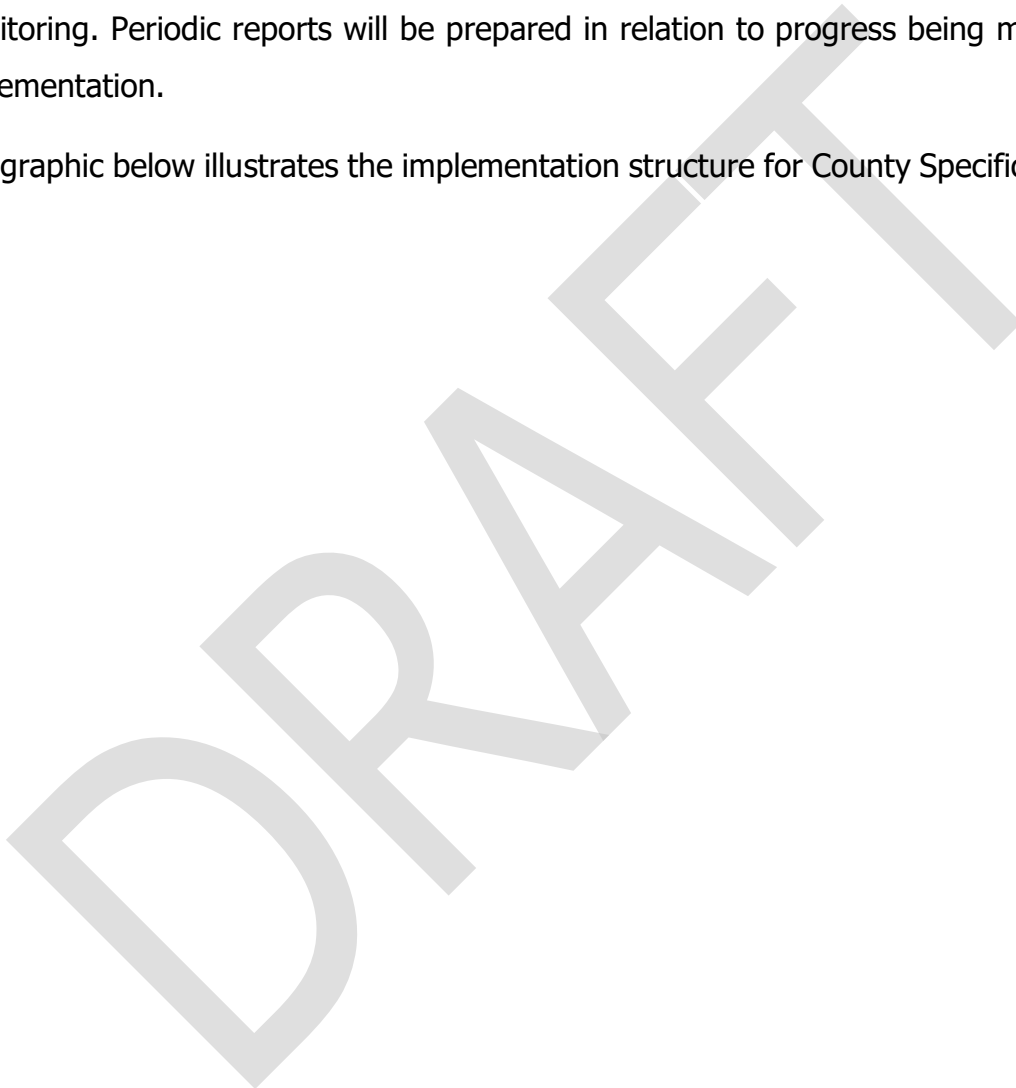 itoring. Periodic reports will be prepared in relation to progress being m
ementation.
graphic below illustrates the implementation structure for County Specific
DRAFT